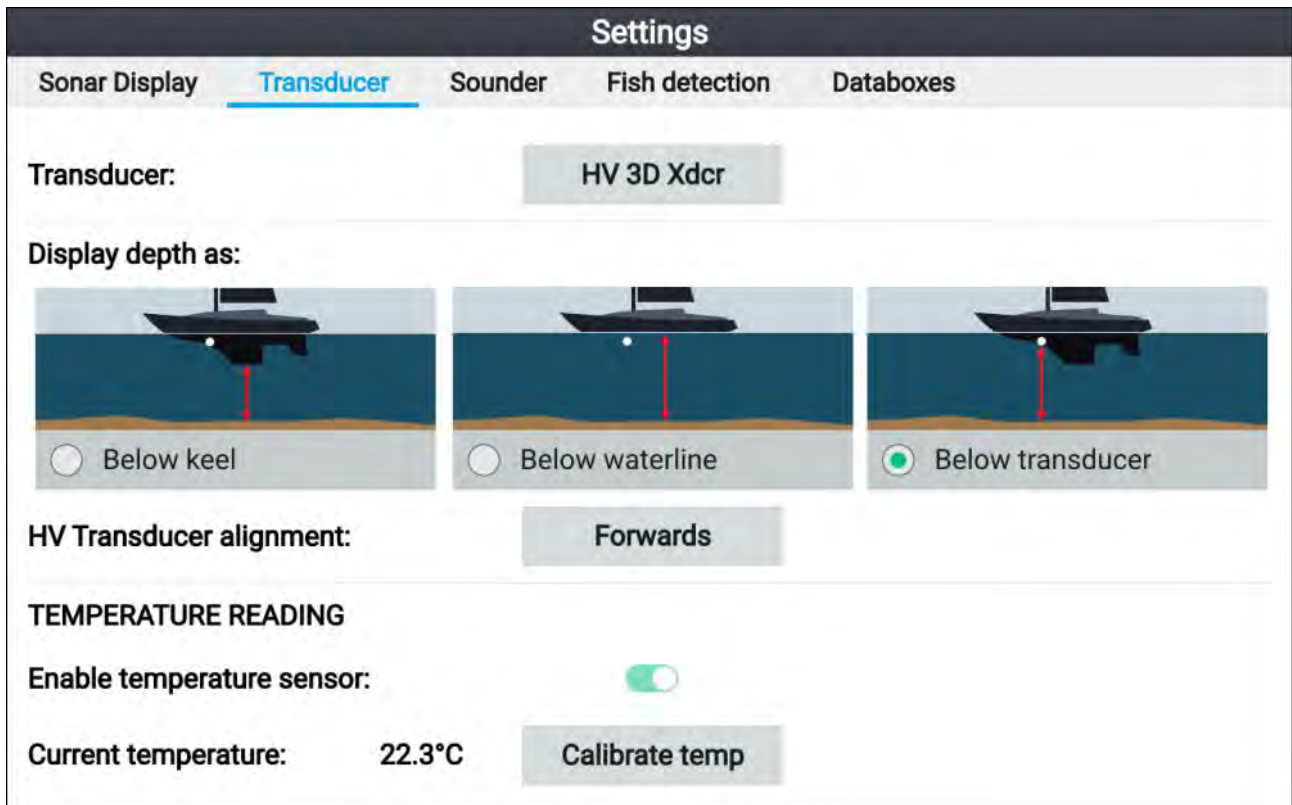 Settings
Sonar Display Transducer Sounder Fish detection Databoxes
Transducer: HV 3D Xdcr
Display depth as:
Below keel Below waterline Below transducer
HV Transducer alignment: Forwards
TEMPERATURE READING
Enable temperature sensor:
Current temperature: 22.3°C Calibrate temp